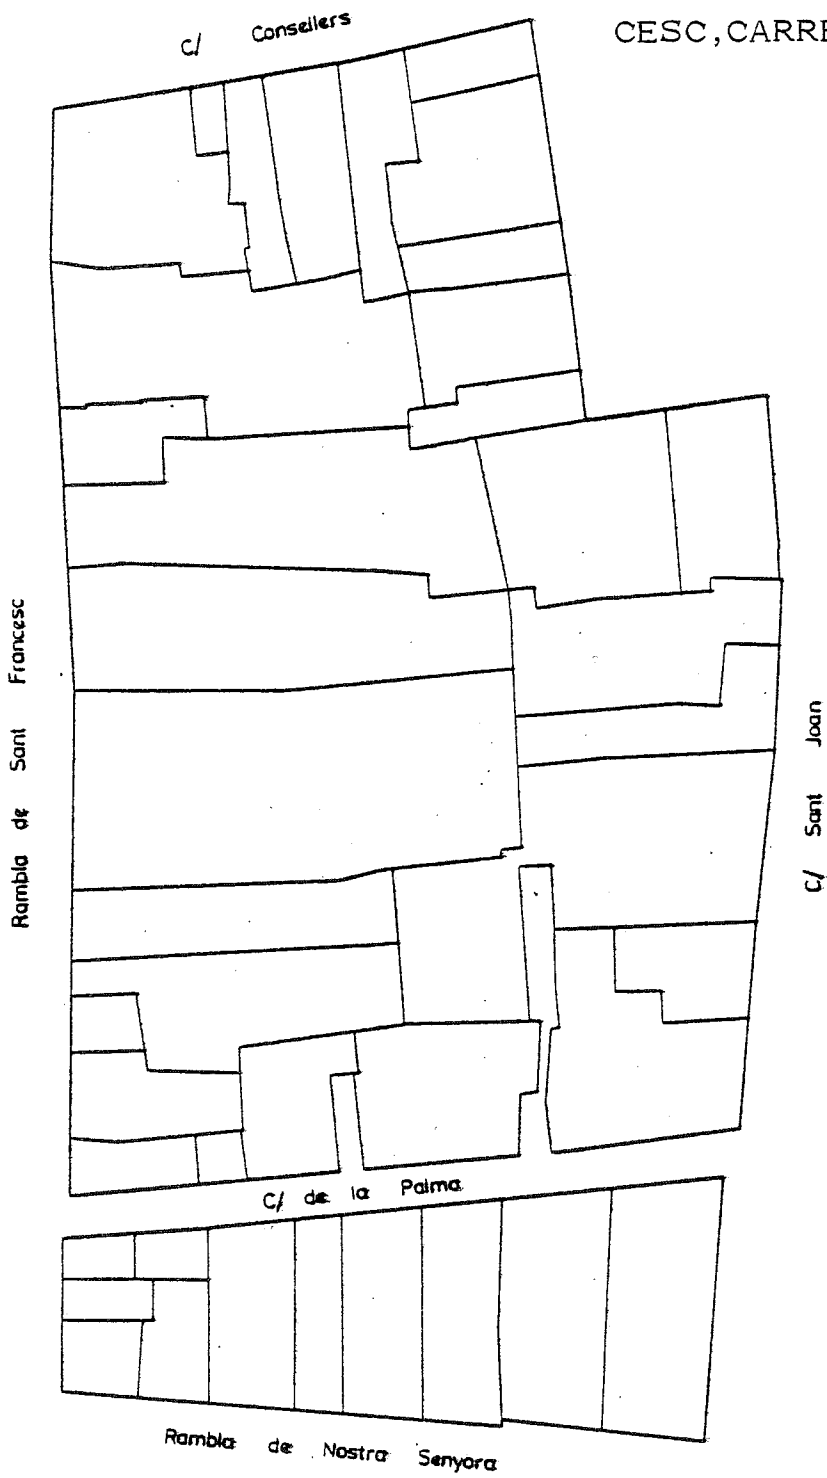 CESC, CARRE
C/ Consellers
Rambla de Sant Francesc
C/ Sant Joan
C/ de la Palma
Rambla de Nostra Senyora